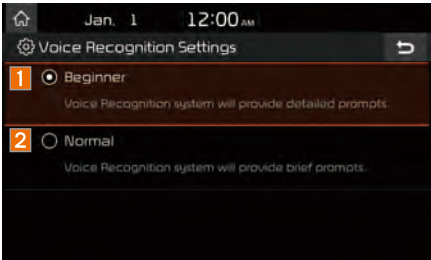 Jan. 1 12:00 AM
Voice Recognition Settings
1 Beginner
Voice Recognition system will provide detailed prompts.
2 Normal
Voice Recognition system will provide brief prompts.